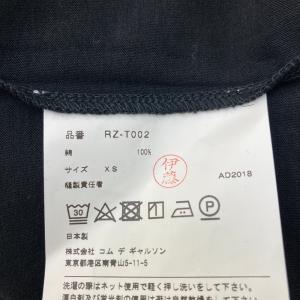 品番 RZ-T002
綿 100%
サイズ XS
縫製責任者 伊藤 AD2018
30 P
日本製
株式会社 コム デ ギャルソン
東京都港区南青山5-11-5
洗濯の際はネット使用で軽く押し洗いをして下さい。